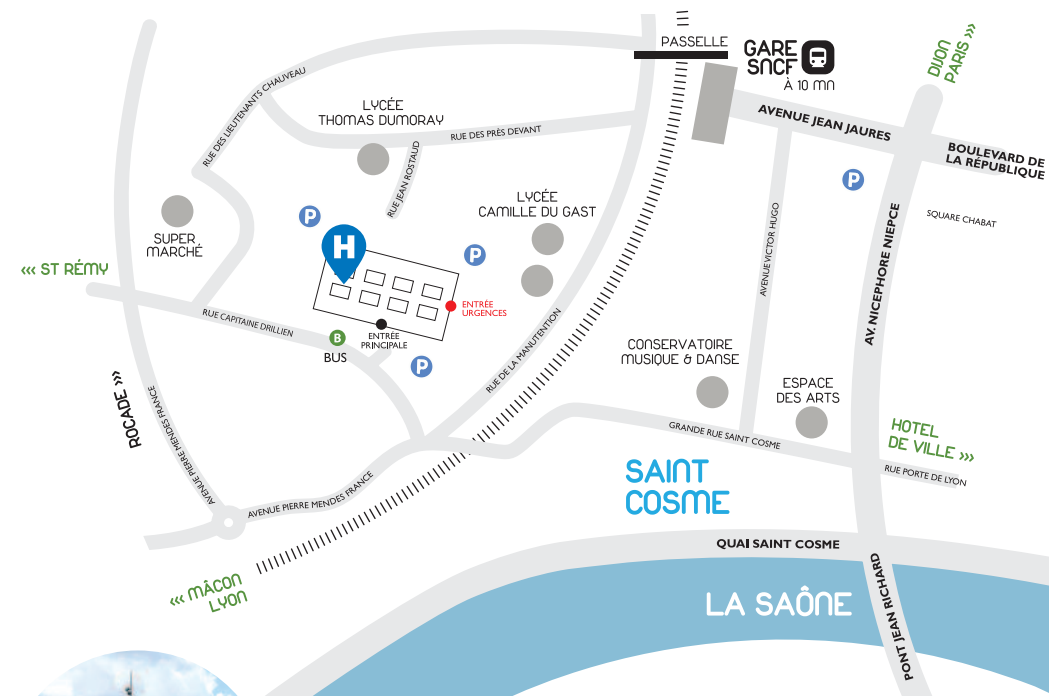 PASSELLE
GARE
SNCF
À 10 MN
DIJON
PARIS >>>
AVENUE JEAN JAURES
BOULEVARD DE
LA RÉPUBLIQUE
RUE DES LIEUTENANTS CHAUVEAU
LYCÉE
THOMAS DUMORAY
RUE DES PRÈS DEVANT
RUE JEAN ROSTAUD
P
LYCÉE
CAMILLE DU GAST
SUPER
MARCHÉ
P
H
P
AVENUE VICTOR HUGO
AV. NICEPHORE NIEPCE
SQUARE CHABAT
<<< ST RÉMY
RUE CAPITAINE DRILLIEN
ENTRÉE
URGENCES
B
BUS
ENTRÉE
PRINCIPALE
P
RUE DE LA MANUTENTION
CONSERVATOIRE
MUSIQUE & DANSE
ESPACE
DES ARTS
ROCADE >>>
AVENUE PIERRE MENDES FRANCE
GRANDE RUE SAINT COSME
HOTEL
DE VILLE >>>
RUE PORTE DE LYON
SAINT
COSME
AVENUE PIERRE MENDES FRANCE
QUAI SAINT COSME
<<< MÂCON
LYON
LA SAÔNE
PONT JEAN RICHARD